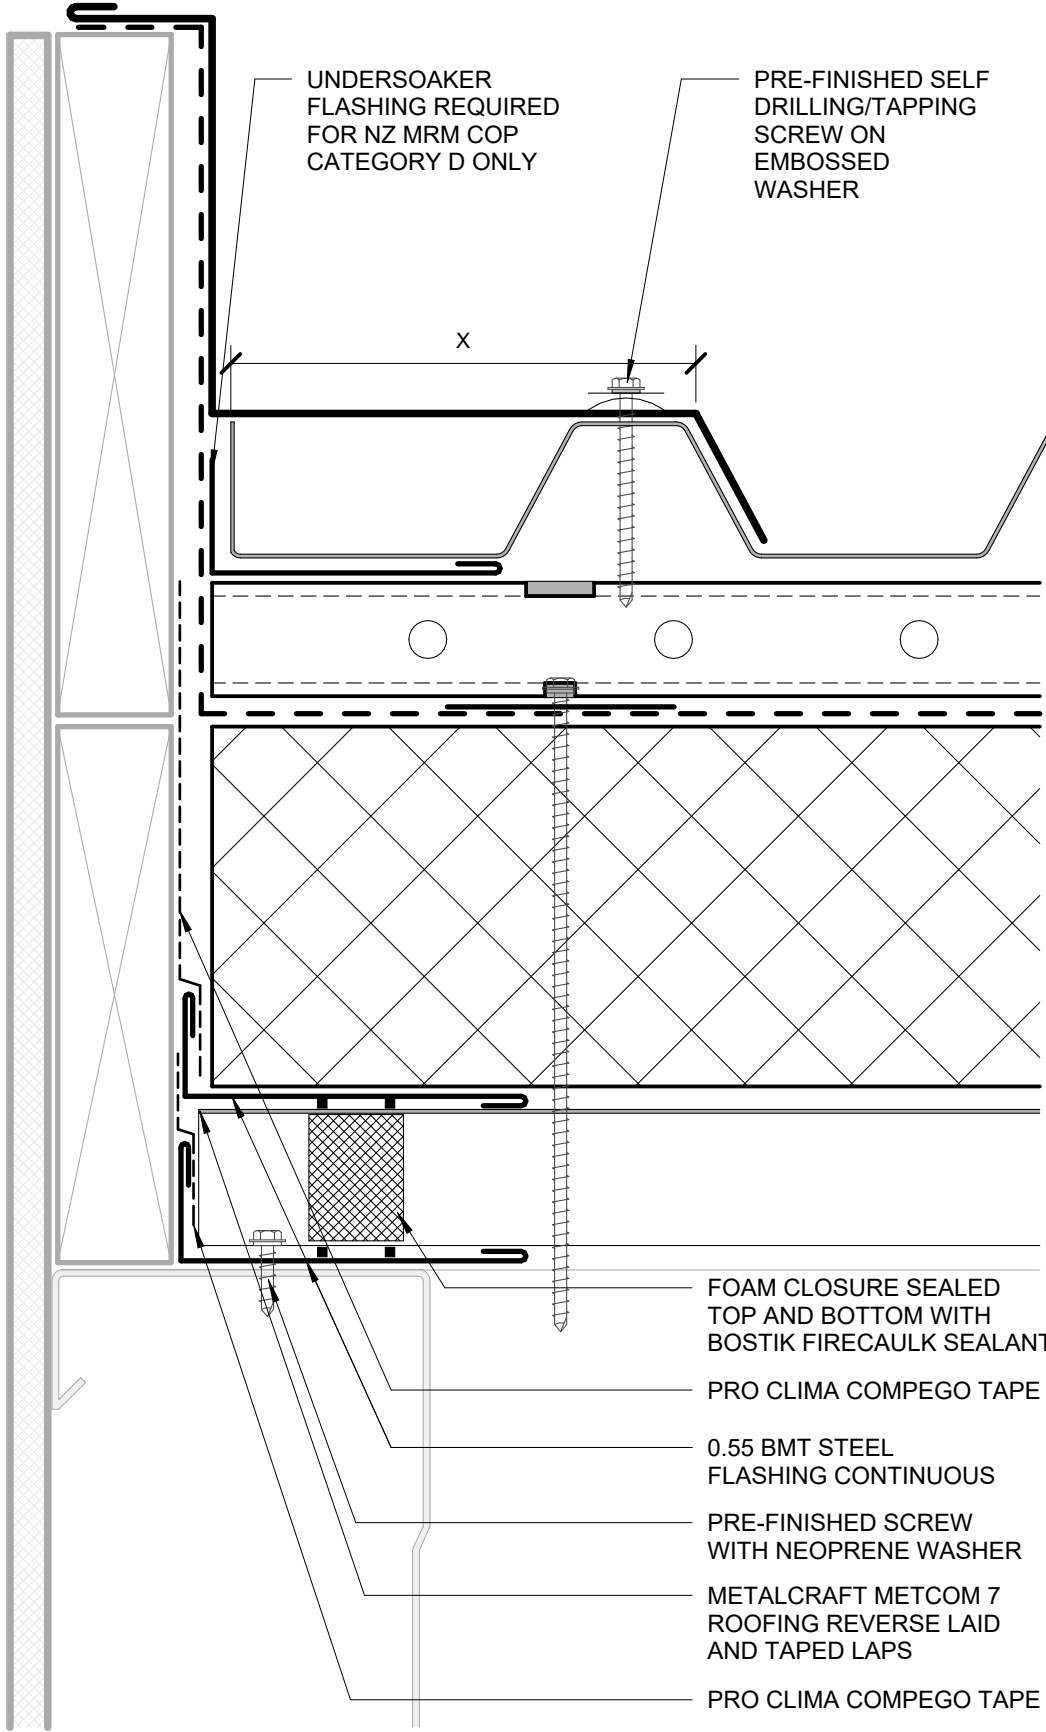 UNDERSOAKER
FLASHING REQUIRED
FOR NZ MRM COP
CATEGORY D ONLY
PRE-FINISHED SELF
DRILLING/TAPPING
SCREW ON
EMBOSSED
WASHER
X
FOAM CLOSURE SEALED
TOP AND BOTTOM WITH
BOSTIK FIRECAULK SEALANT
PRO CLIMA COMPEGO TAPE
0.55 BMT STEEL
FLASHING CONTINUOUS
PRE-FINISHED SCREW
WITH NEOPRENE WASHER
METALCRAFT METCOM 7
ROOFING REVERSE LAID
AND TAPED LAPS
PRO CLIMA COMPEGO TAPE